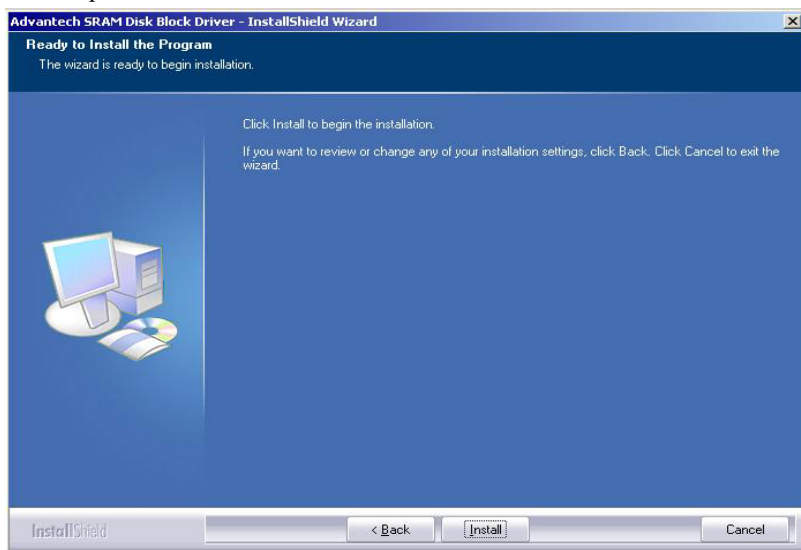 Advantech SRAM Disk Block Driver - InstallShield Wizard
Ready to Install the Program
The wizard is ready to begin installation.
Click Install to begin the installation.
If you want to review or change any of your installation settings, click Back. Click Cancel to exit the
wizard.
InstallShield
< Back
Install
Cancel